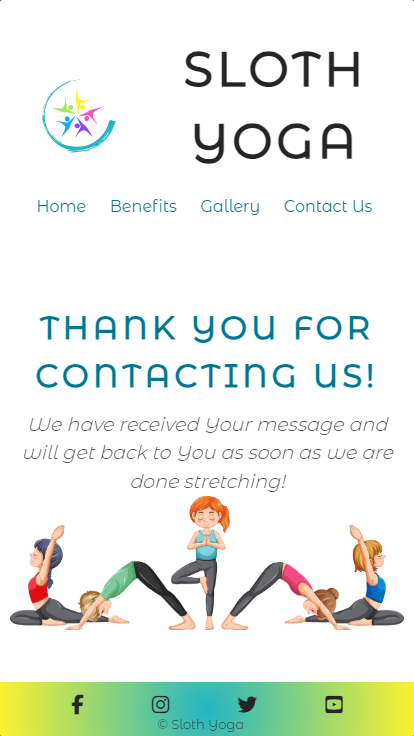 SLOTH
YOGA
Home Benefits Gallery Contact Us
THANK YOU FOR
CONTACTING US!
We have received Your message and
will get back to You as soon as we are
done stretching!
© Sloth Yoga